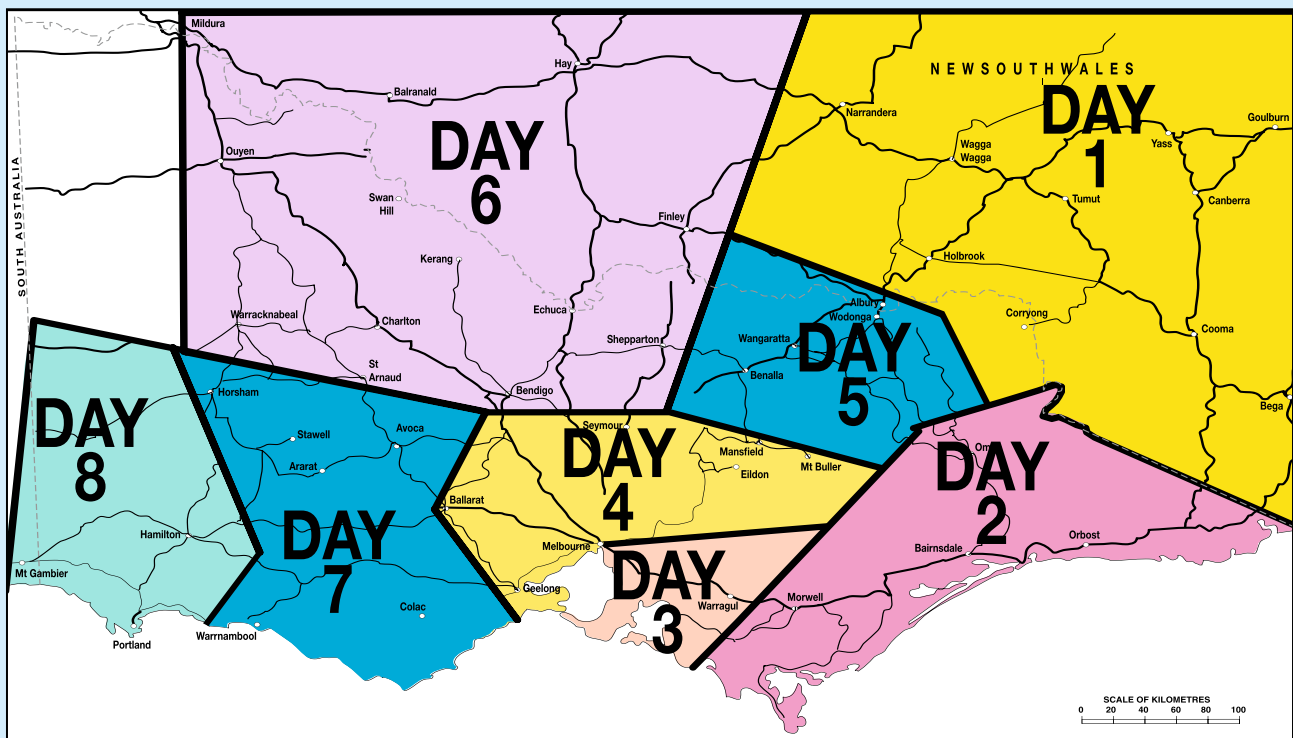 Mildura
Hay
NEWSOUTHWALES
Balranald
DAY
1
Narrandera
Goulburn
Yass
DAY
6
Ouyen
Wagga
Wagga
SOUTH AUSTRALIA
Swan
Hill
Tumut
Canberra
Finley
Kerang
Holbrook
Echuca
Albury
Wodonga
Corryong
Warracknabeal
Charlton
Cooma
Shepparton
Wangaratta
DAY
5
St
Arnaud
Benalla
Horsham
Bendigo
Bega
DAY
8
Stawell
Avoca
Seymour
DAY
4
Mansfield
Mt Buller
Om
DAY
2
Ararat
Eildon
Ballarat
DAY
7
Hamilton
Melbourne
Bairnsdale
Orbost
Mt Gambier
DAY
3
Geelong
Warragul
Morwell
Colac
Portland
Warrnambool
SCALE OF KILOMETRES
0 20 40 60 80 100